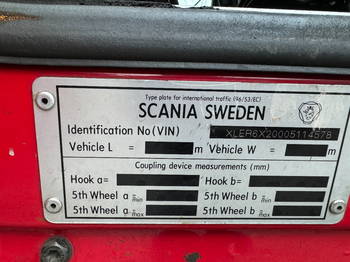 Type plate for international traffic (96/53/EC)
SCANIA SWEDEN
Identification No (VIN) XLER6X20005114578
Vehicle L = m Vehicle W = m
Coupling device measurements (mm)
Hook a= Hook b=
5th Wheel a min 5th Wheel b min
5th Wheel a max 5th Wheel b max